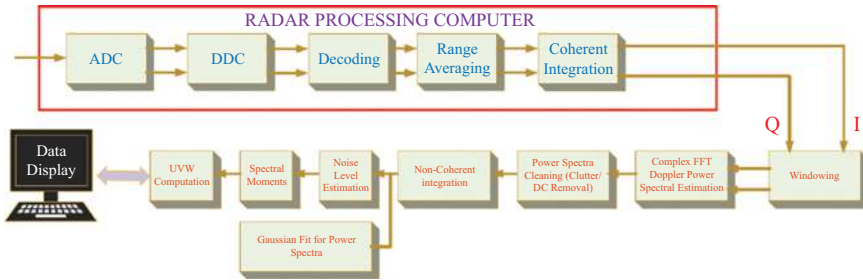 RADAR PROCESSING COMPUTER
ADC
DDC
Decoding
Range
Averaging
Coherent
Integration
Q
I
Data
Display
UVW
Computation
Spectral
Moments
Noise
Level
Estimation
Non-Coherent
integration
Power Spectra
Cleaning (Clutter/
DC Removal)
Complex FFT
Doppler Power
Spectral Estimation
Windowing
Gaussian Fit for Power
Spectra